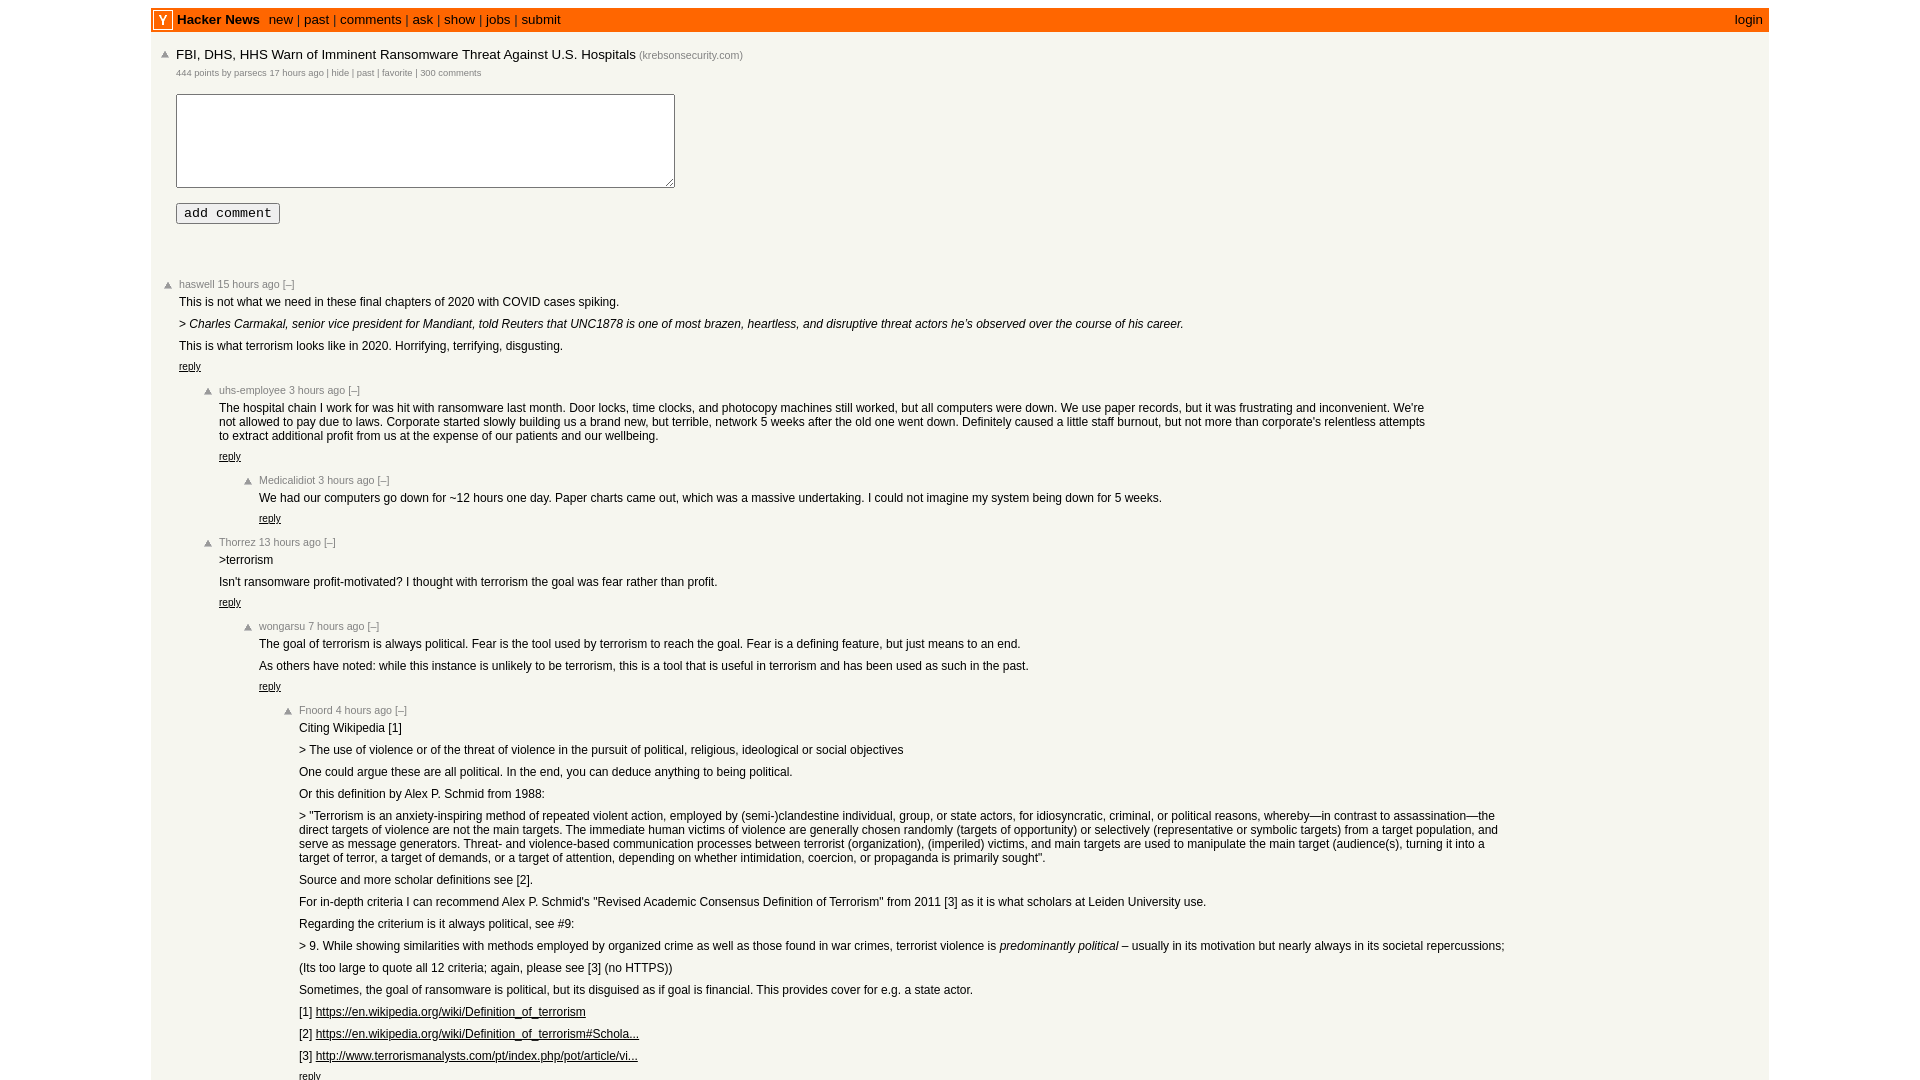 Y Hacker News new | past | comments | ask | show | jobs | submit login
FBI, DHS, HHS Warn of Imminent Ransomware Threat Against U.S. Hospitals (krebsonsecurity.com)
444 points by parsecs 17 hours ago | hide | past | favorite | 300 comments
add comment
haswell 15 hours ago [–]
This is not what we need in these final chapters of 2020 with COVID cases spiking.
> Charles Carmakal, senior vice president for Mandiant, told Reuters that UNC1878 is one of most brazen, heartless, and disruptive threat actors he's observed over the course of his career.
This is what terrorism looks like in 2020. Horrifying, terrifying, disgusting.
reply
uhs-employee 3 hours ago [–]
The hospital chain I work for was hit with ransomware last month. Door locks, time clocks, and photocopy machines still worked, but all computers were down. We use paper records, but it was frustrating and inconvenient. We're
not allowed to pay due to laws. Corporate started slowly building us a brand new, but terrible, network 5 weeks after the old one went down. Definitely caused a little staff burnout, but not more than corporate's relentless attempts
to extract additional profit from us at the expense of our patients and our wellbeing.
reply
Medicalidiot 3 hours ago [–]
We had our computers go down for ~12 hours one day. Paper charts came out, which was a massive undertaking. I could not imagine my system being down for 5 weeks.
reply
Thorrez 13 hours ago [–]
>terrorism
Isn't ransomware profit-motivated? I thought with terrorism the goal was fear rather than profit.
reply
wongarsu 7 hours ago [–]
The goal of terrorism is always political. Fear is the tool used by terrorism to reach the goal. Fear is a defining feature, but just means to an end.
As others have noted: while this instance is unlikely to be terrorism, this is a tool that is useful in terrorism and has been used as such in the past.
reply
Fnoord 4 hours ago [–]
Citing Wikipedia [1]
> The use of violence or of the threat of violence in the pursuit of political, religious, ideological or social objectives
One could argue these are all political. In the end, you can deduce anything to being political.
Or this definition by Alex P. Schmid from 1988:
> "Terrorism is an anxiety-inspiring method of repeated violent action, employed by (semi-)clandestine individual, group, or state actors, for idiosyncratic, criminal, or political reasons, whereby—in contrast to assassination—the
direct targets of violence are not the main targets. The immediate human victims of violence are generally chosen randomly (targets of opportunity) or selectively (representative or symbolic targets) from a target population, and
serve as message generators. Threat- and violence-based communication processes between terrorist (organization), (imperiled) victims, and main targets are used to manipulate the main target (audience(s), turning it into a
target of terror, a target of demands, or a target of attention, depending on whether intimidation, coercion, or propaganda is primarily sought".
Source and more scholar definitions see [2].
For in-depth criteria I can recommend Alex P. Schmid's "Revised Academic Consensus Definition of Terrorism" from 2011 [3] as it is what scholars at Leiden University use.
Regarding the criterium is it always political, see #9:
> 9. While showing similarities with methods employed by organized crime as well as those found in war crimes, terrorist violence is predominantly political – usually in its motivation but nearly always in its societal repercussions;
(Its too large to quote all 12 criteria; again, please see [3] (no HTTPS))
Sometimes, the goal of ransomware is political, but its disguised as if goal is financial. This provides cover for e.g. a state actor.
[1] https://en.wikipedia.org/wiki/Definition_of_terrorism
[2] https://en.wikipedia.org/wiki/Definition_of_terrorism#Schola...
[3] http://www.terrorismanalysts.com/pt/index.php/pot/article/vi...
reply